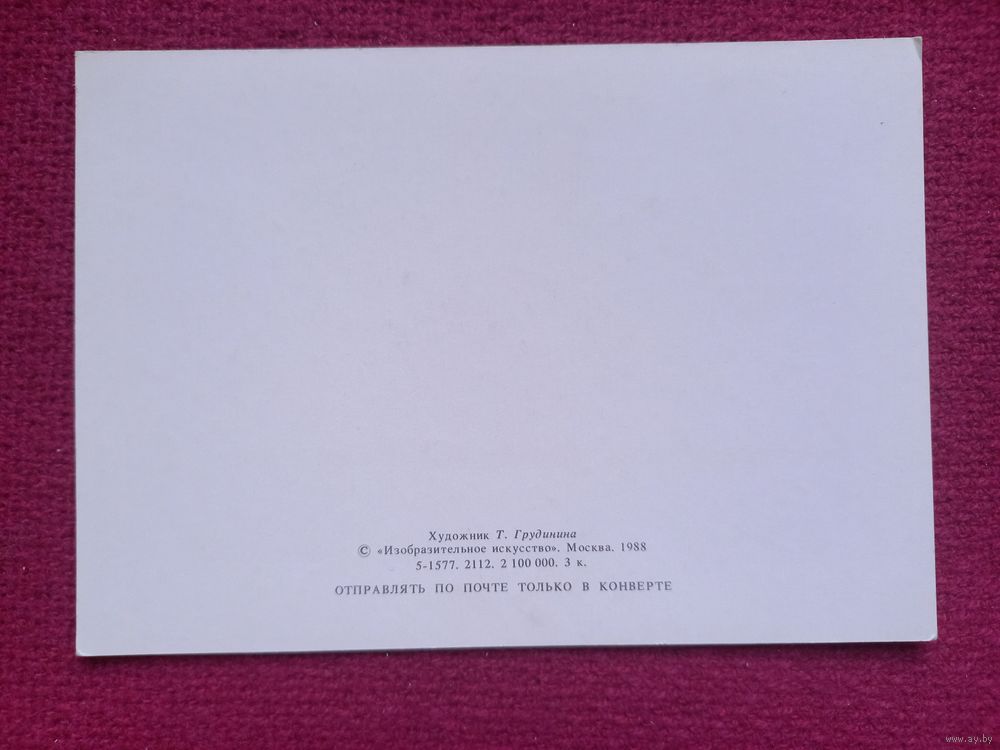 Художник Т. Грудинина
© «Изобразительное искусство». Москва. 1988
5-1577. 2112. 2 100 000. 3 к.
ОТПРАВЛЯТЬ ПО ПОЧТЕ ТОЛЬКО В КОНВЕРТЕ
www.ay.by